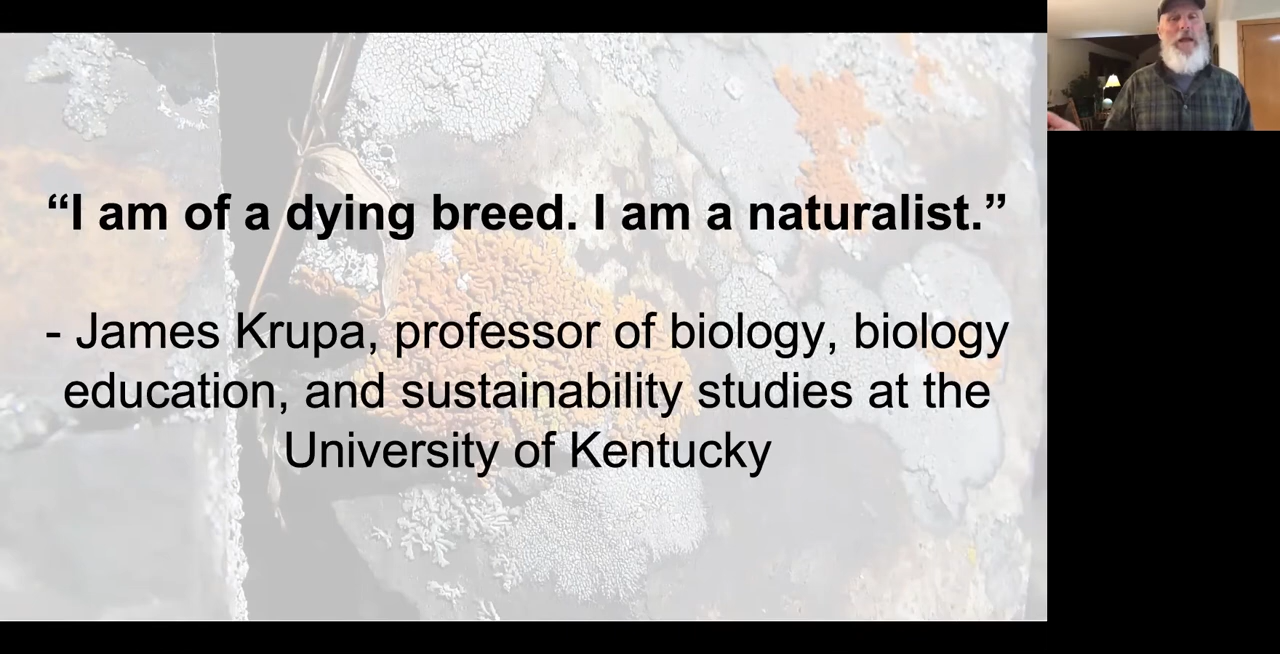 “I am of a dying breed. I am a naturalist.”
- James Krupa, professor of biology, biology
education, and sustainability studies at the
University of Kentucky